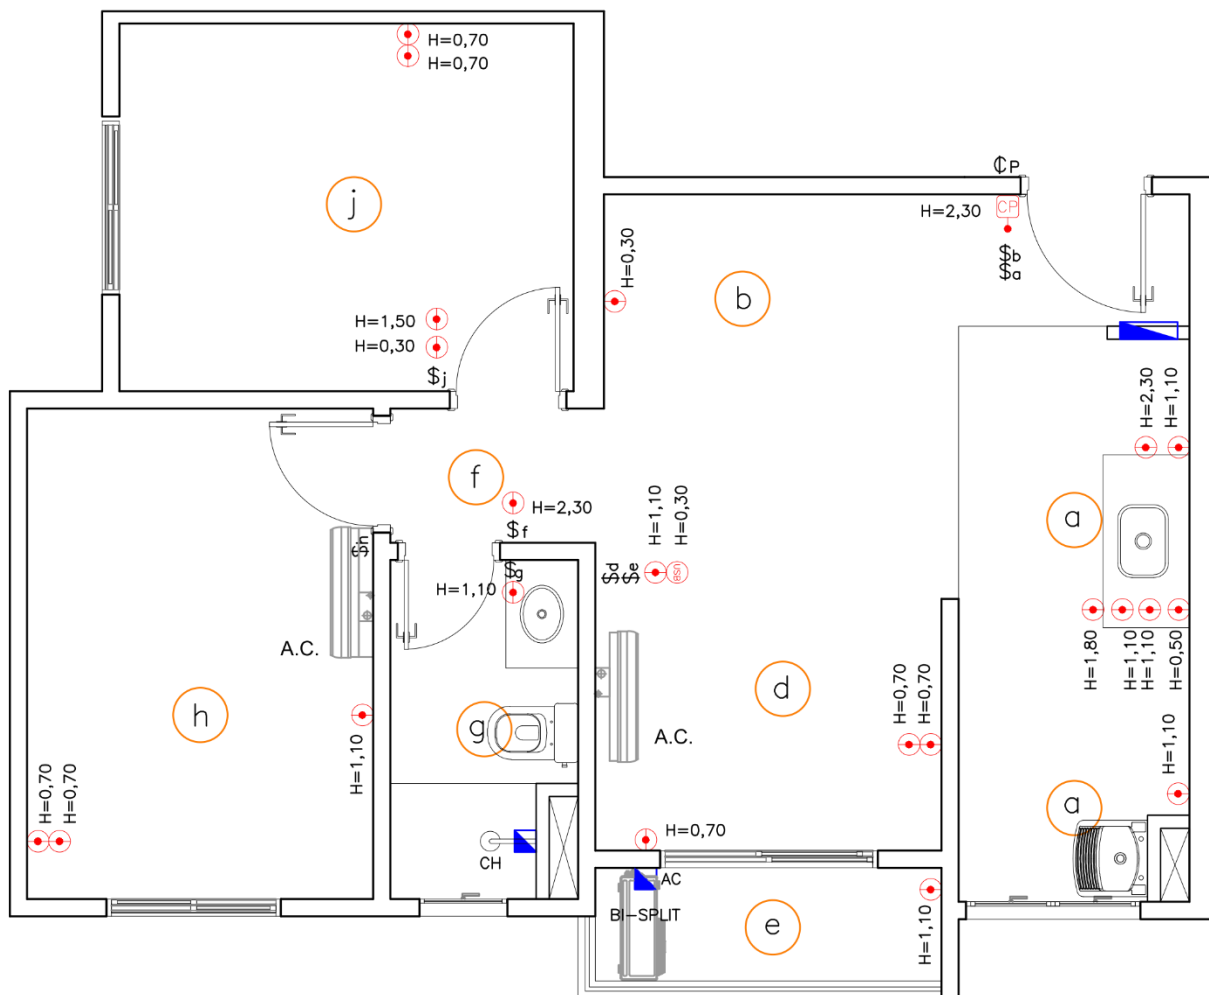 H=0,70
H=0,70
j
₵P
H=2,30
CP
$b
$a
H=0,30
b
H=1,50
H=0,30
$j
H=2,30
H=1,10
f
H=2,30
$f
$h
$g
H=1,10
H=1,10
H=0,30
$d
$e
USB
a
A.C.
H=1,80
H=1,10
H=1,10
H=0,50
h
g
d
A.C.
H=0,70
H=0,70
H=1,10
H=1,10
a
H=0,70
H=0,70
H=0,70
CH
AC
BI-SPLIT
e
H=1,10